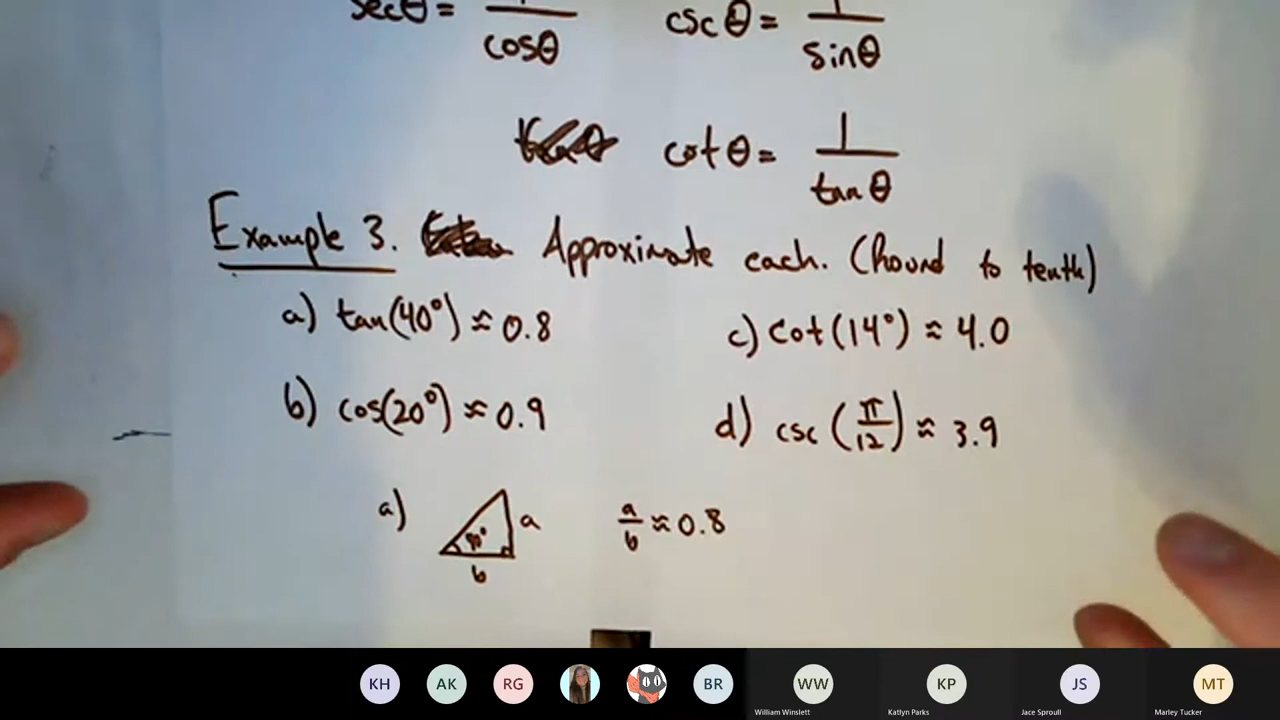 secθ = 1/cosθ cscθ = 1/sinθ
cotθ = 1/tanθ
Example 3. Approximate each. (Round to tenth)
a) tan(40°) ≈ 0.8 c) cot(14°) ≈ 4.0
b) cos(20°) ≈ 0.9 d) csc(π/12) ≈ 3.9
a) 40° a b a/b ≈ 0.8
KH AK RG BR WW KP JS MT
William Winslett Katlyn Parks Jace Sproull Marley Tucker